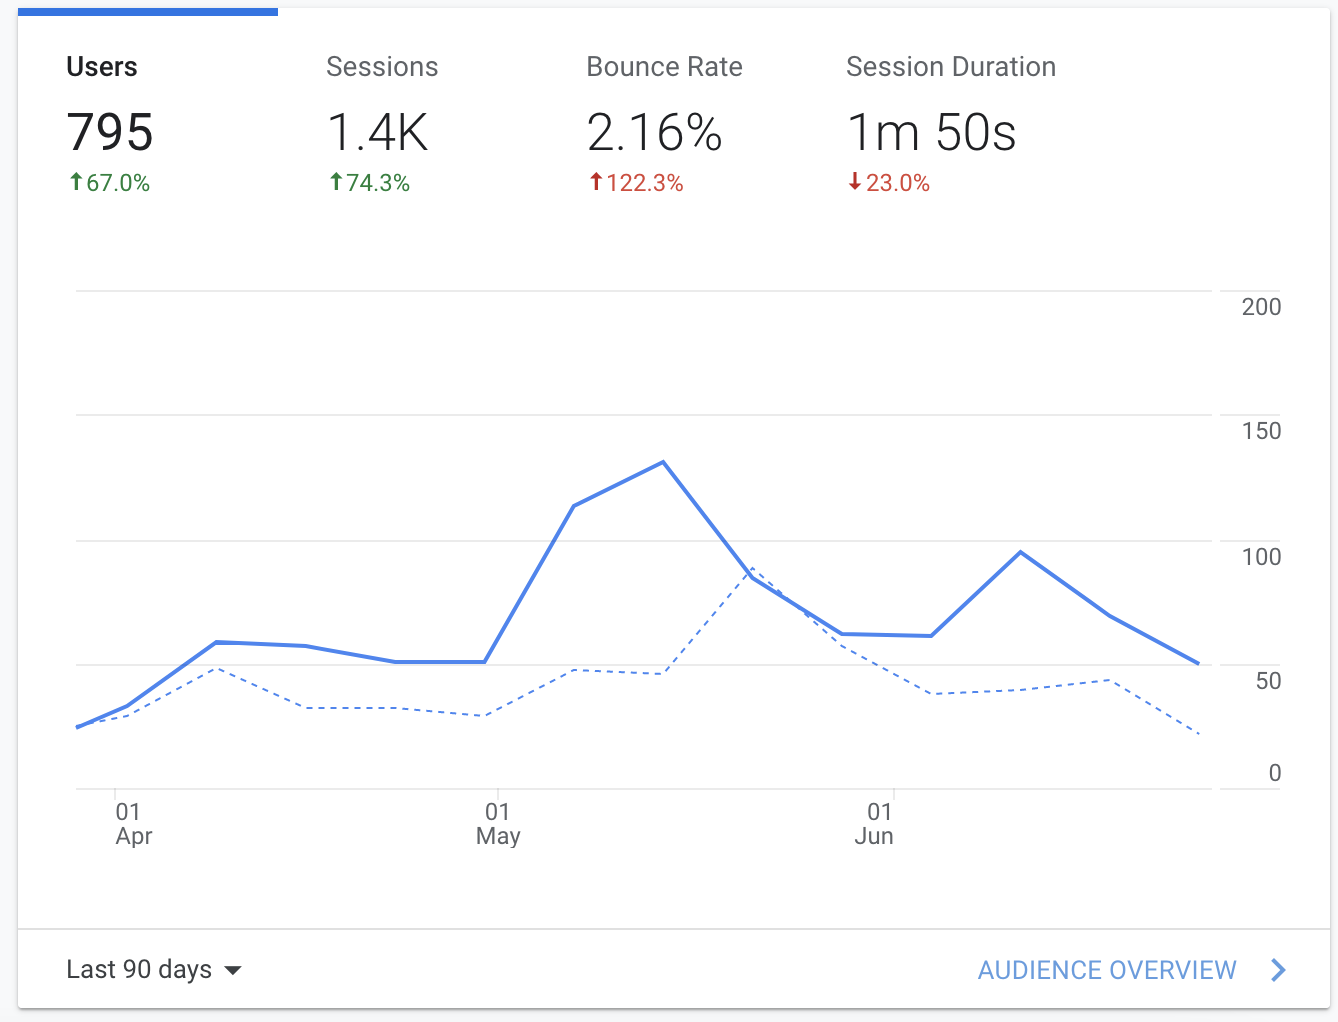 Users
795
67.0%
Sessions
1.4K
74.3%
Bounce Rate
2.16%
122.3%
Session Duration
1m 50s
23.0%
200
150
100
50
0
01
Apr
01
May
01
Jun
Last 90 days
AUDIENCE OVERVIEW